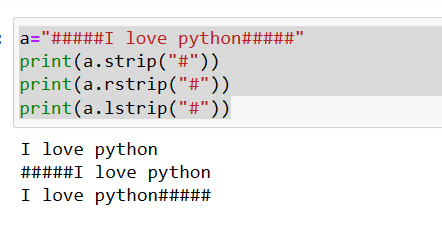 a="#####I love python#####"
print(a.strip("#"))
print(a.rstrip("#"))
print(a.lstrip("#"))
I love python
#####I love python
I love python#####